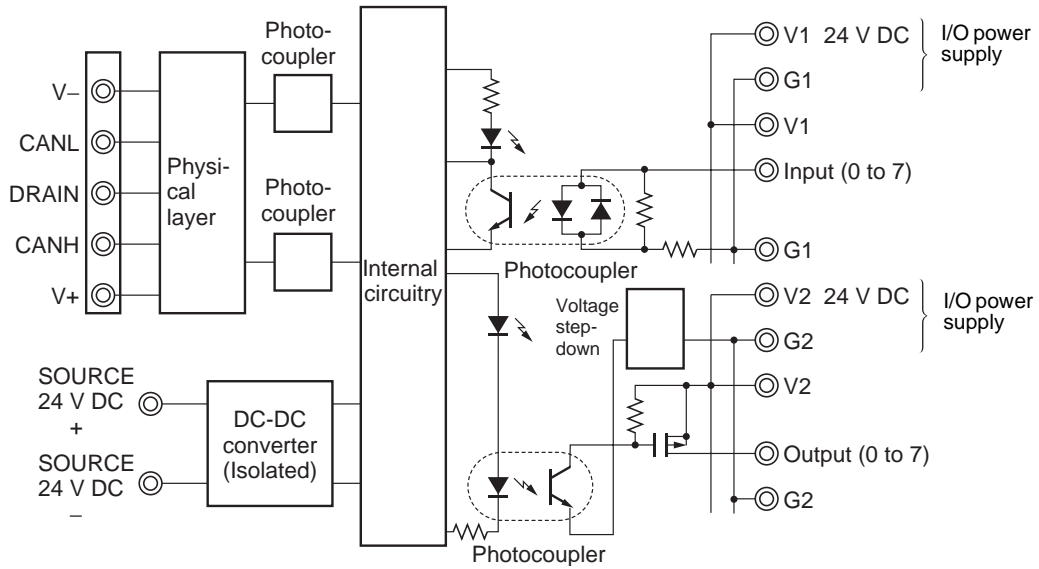 V–
CANL
DRAIN
CANH
V+
Physi-
cal
layer
Photo-
coupler
Photo-
coupler
SOURCE
24 V DC
+
SOURCE
24 V DC
–
DC-DC
converter
(Isolated)
Internal
circuitry
Photocoupler
Voltage
step-
down
Photocoupler
V1 24 V DC
G1
I/O power
supply
V1
Input (0 to 7)
G1
V2 24 V DC
G2
I/O power
supply
V2
Output (0 to 7)
G2